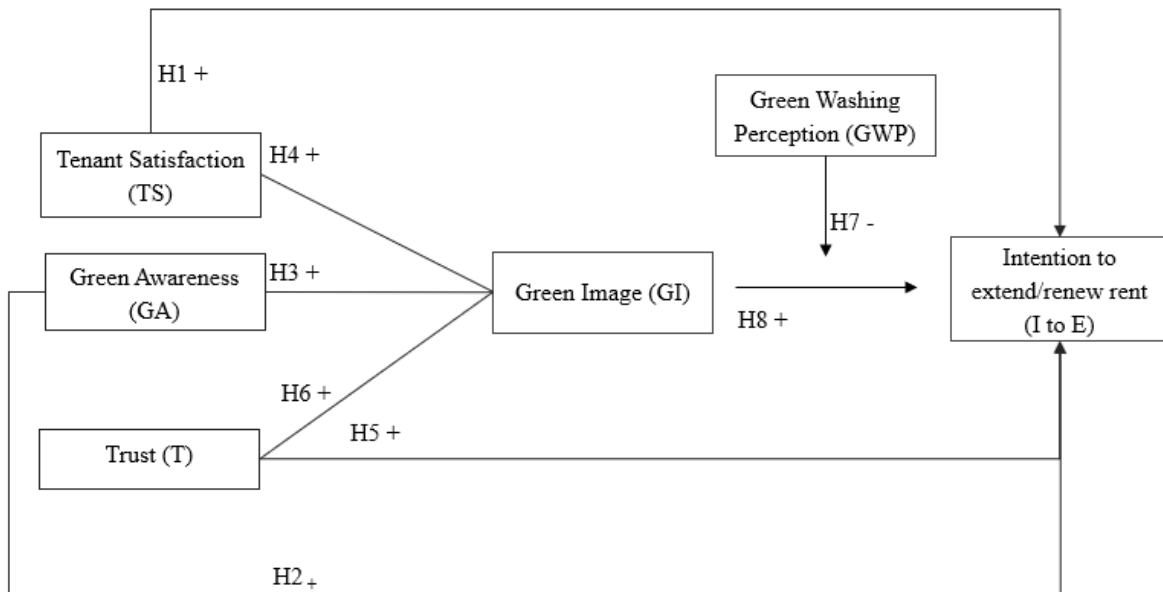 H1 +
Green Washing
Perception (GWP)
Tenant Satisfaction
(TS)
H4 +
H7 -
Green Awareness
(GA)
H3 +
Green Image (GI)
Intention to
extend/renew rent
(I to E)
H8 +
H6 +
H5 +
Trust (T)
H2 +